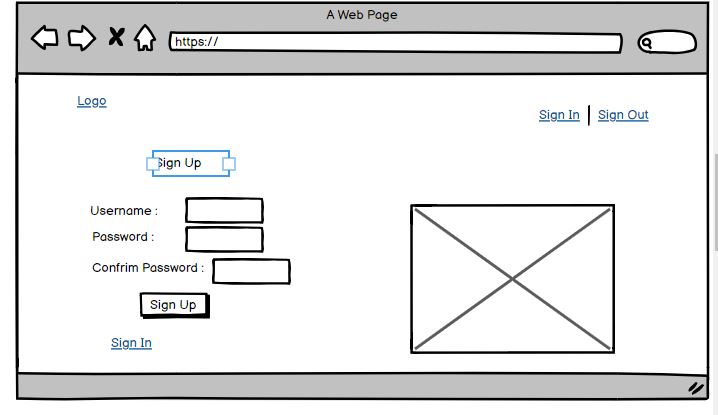 A Web Page
https://
Logo
Sign In | Sign Out
Sign Up
Username :
Password :
Confrim Password :
Sign Up
Sign In